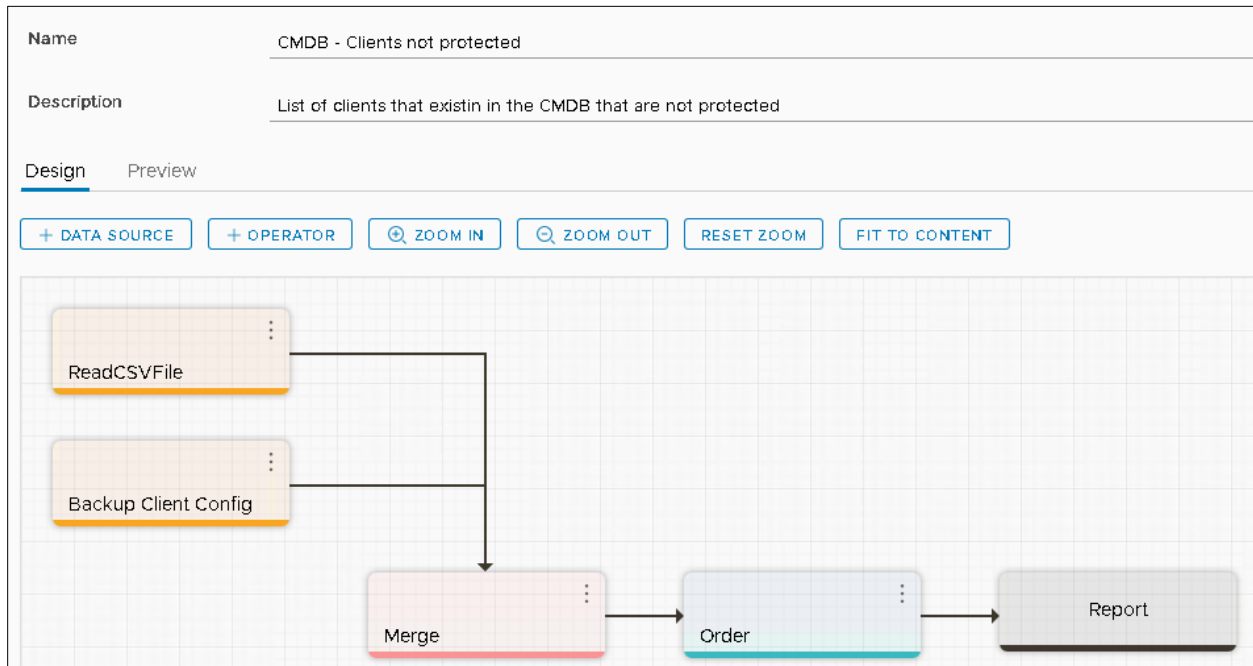 Name
CMDB - Clients not protected
Description
List of clients that existin in the CMDB that are not protected
Design
Preview
+ DATA SOURCE
+ OPERATOR
ZOOM IN
ZOOM OUT
RESET ZOOM
FIT TO CONTENT
ReadCSVFile
Backup Client Config
Merge
Order
Report